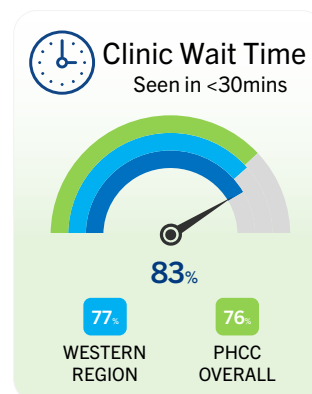 Clinic Wait Time
Seen in <30mins
83%
77% 76%
WESTERN PHCC
REGION OVERALL